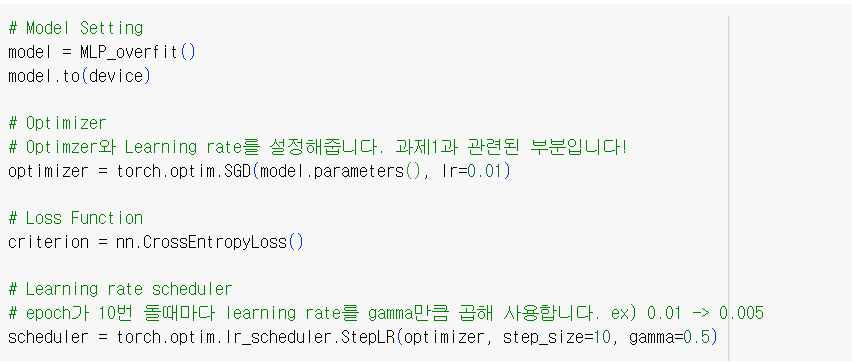 # Model Setting
model = MLP_overfit()
model.to(device)
# Optimizer
# Optimzer와 Learning rate를 설정해줍니다. 과제1과 관련된 부분입니다!
optimizer = torch.optim.SGD(model.parameters(), lr=0.01)
# Loss Function
criterion = nn.CrossEntropyLoss()
# Learning rate scheduler
# epoch가 10번 돌때마다 learning rate를 gamma만큼 곱해 사용합니다. ex) 0.01 -> 0.005
scheduler = torch.optim.lr_scheduler.StepLR(optimizer, step_size=10, gamma=0.5)